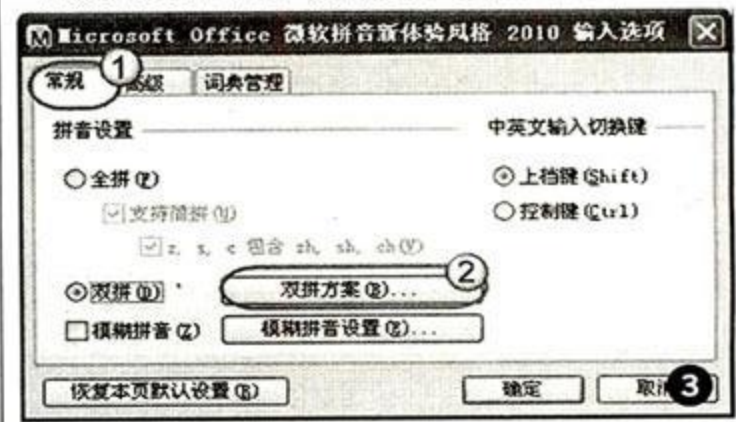 Microsoft Office 微软拼音新体验风格 2010 输入选项
常规 高级 词典管理
拼音设置
中英文输入切换键
全拼(P)
上档键(Shift)
支持简拼(U)
控制键(Ctrl)
z, s, c 包含 zh, sh, ch(V)
双拼(D)
双拼方案(B)...
模糊拼音(Z)
模糊拼音设置(G)...
恢复本页默认设置(R)
确定
取消
1
2
3